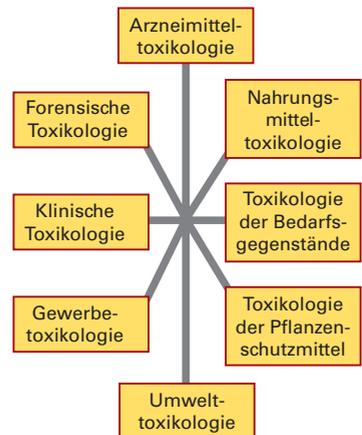 Arzneimittel-
toxikologie
Forensische
Toxikologie
Nahrungs-
mittel-
toxikologie
Klinische
Toxikologie
Toxikologie
der Bedarfs-
gegenstände
Gewerbe-
toxikologie
Toxikologie
der Pflanzen-
schutzmittel
Umwelt-
toxikologie